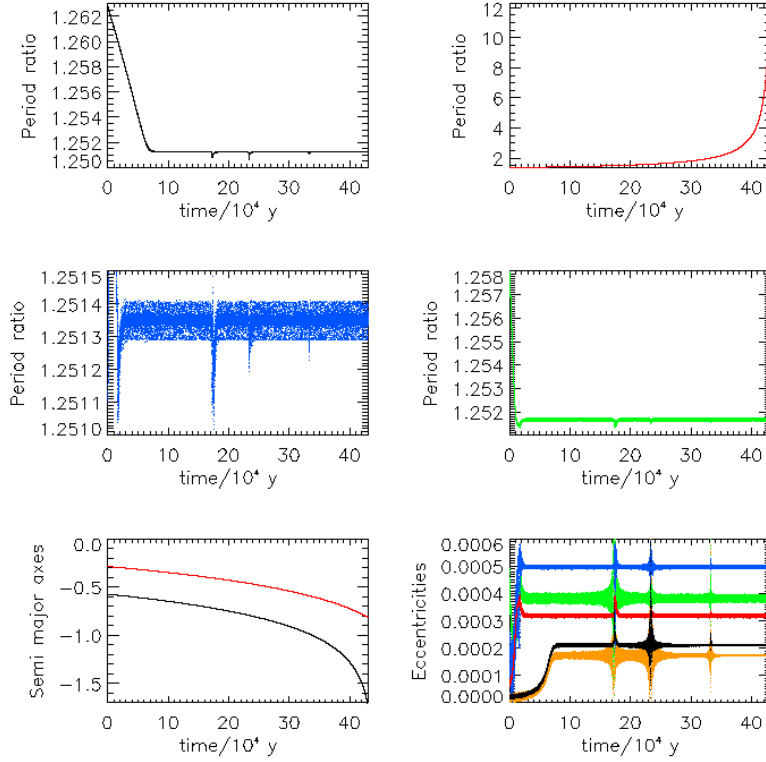 1.262
1.260
1.258
1.256
1.254
1.252
1.250
Period ratio
0 10 20 30 40
time/10⁴ y
12
10
8
6
4
2
Period ratio
0 10 20 30 40
time/10⁴ y
1.2515
1.2514
1.2513
1.2512
1.2511
1.2510
Period ratio
0 10 20 30 40
time/10⁴ y
1.258
1.257
1.256
1.254
1.253
1.252
Period ratio
0 10 20 30 40
time/10⁴ y
0.0
−0.5
−1.0
−1.5
Semi major axes
0 10 20 30 40
time/10⁴ y
0.0006
0.0005
0.0004
0.0003
0.0002
0.0001
0.0000
Eccentricities
0 10 20 30 40
time/10⁴ y